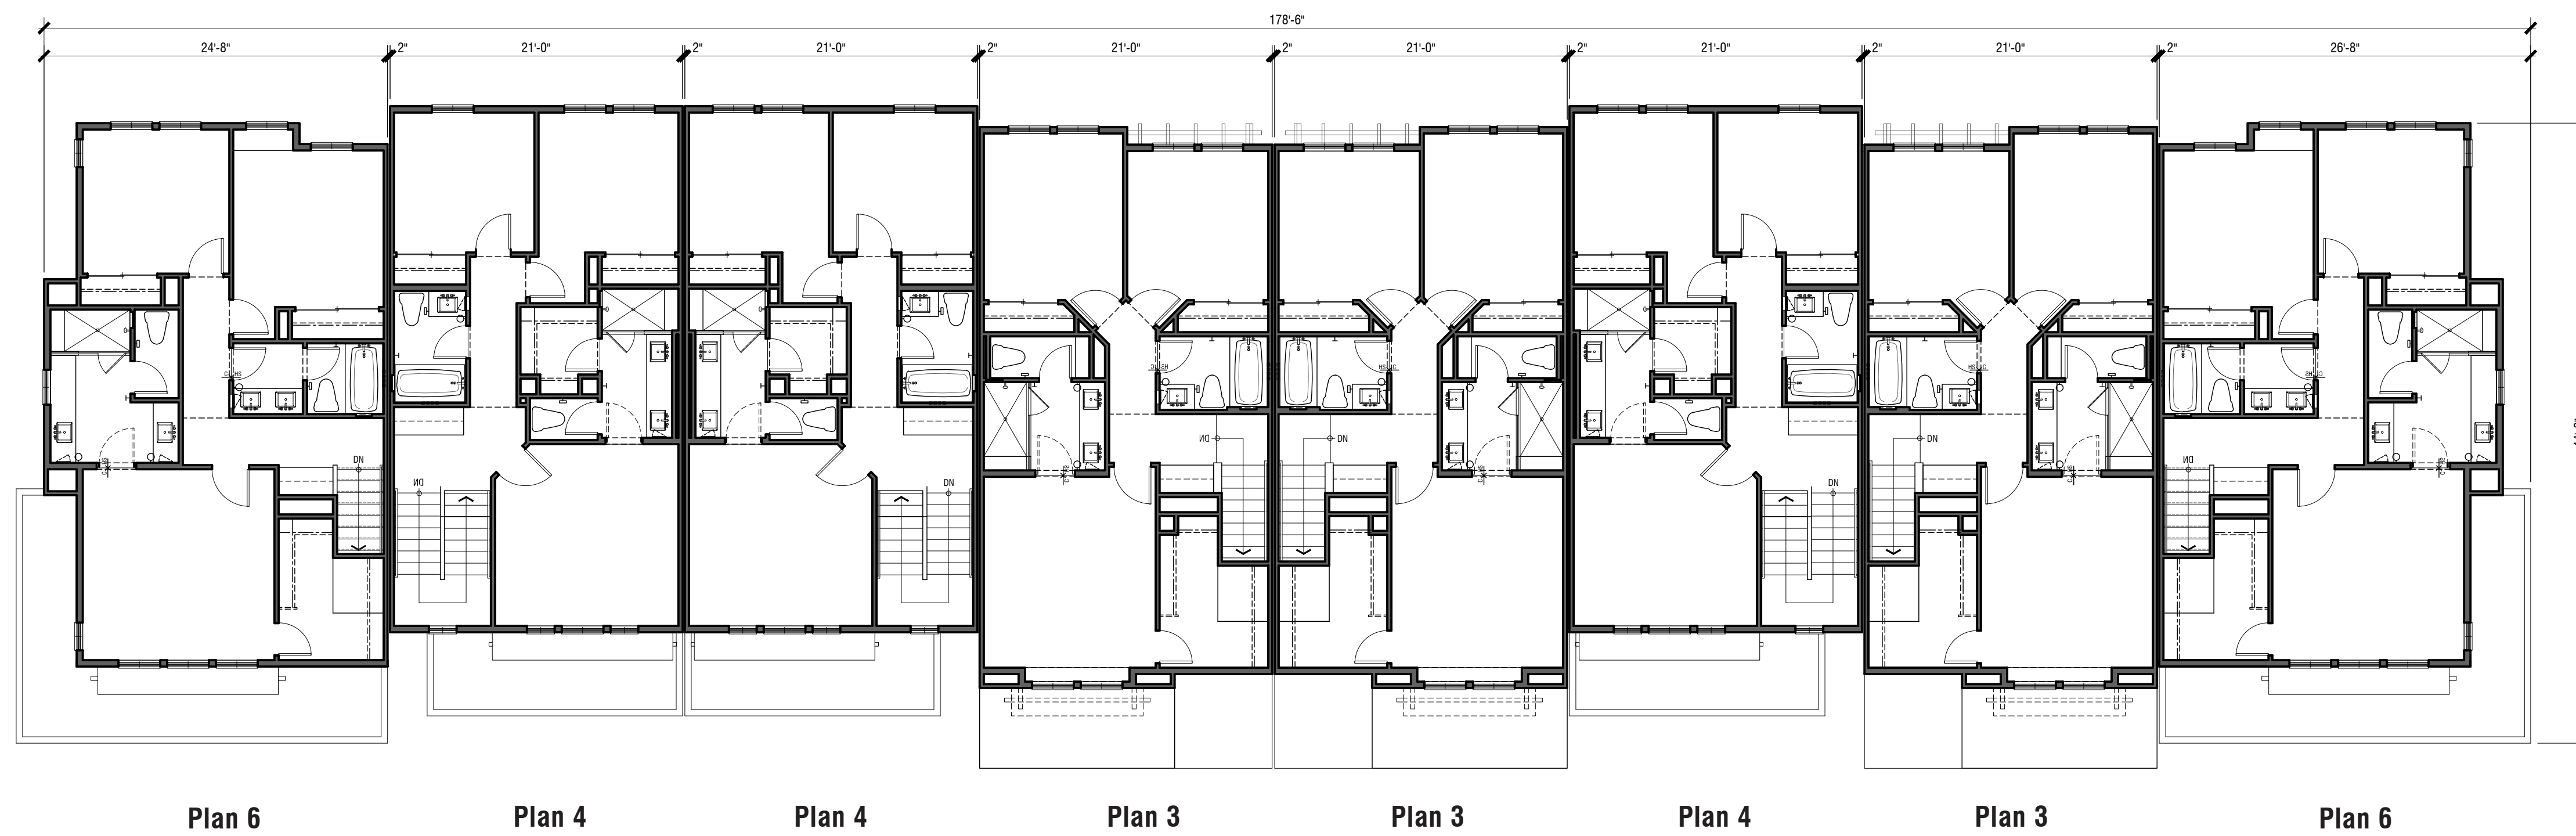 178'-6"
24'-8" 2" 21'-0" 2" 21'-0" 2" 21'-0" 2" 21'-0" 2" 21'-0" 2" 21'-0" 2" 26'-8"
DN DN DN DN DN DN DN DN
Plan 6 Plan 4 Plan 4 Plan 3 Plan 3 Plan 4 Plan 3 Plan 6